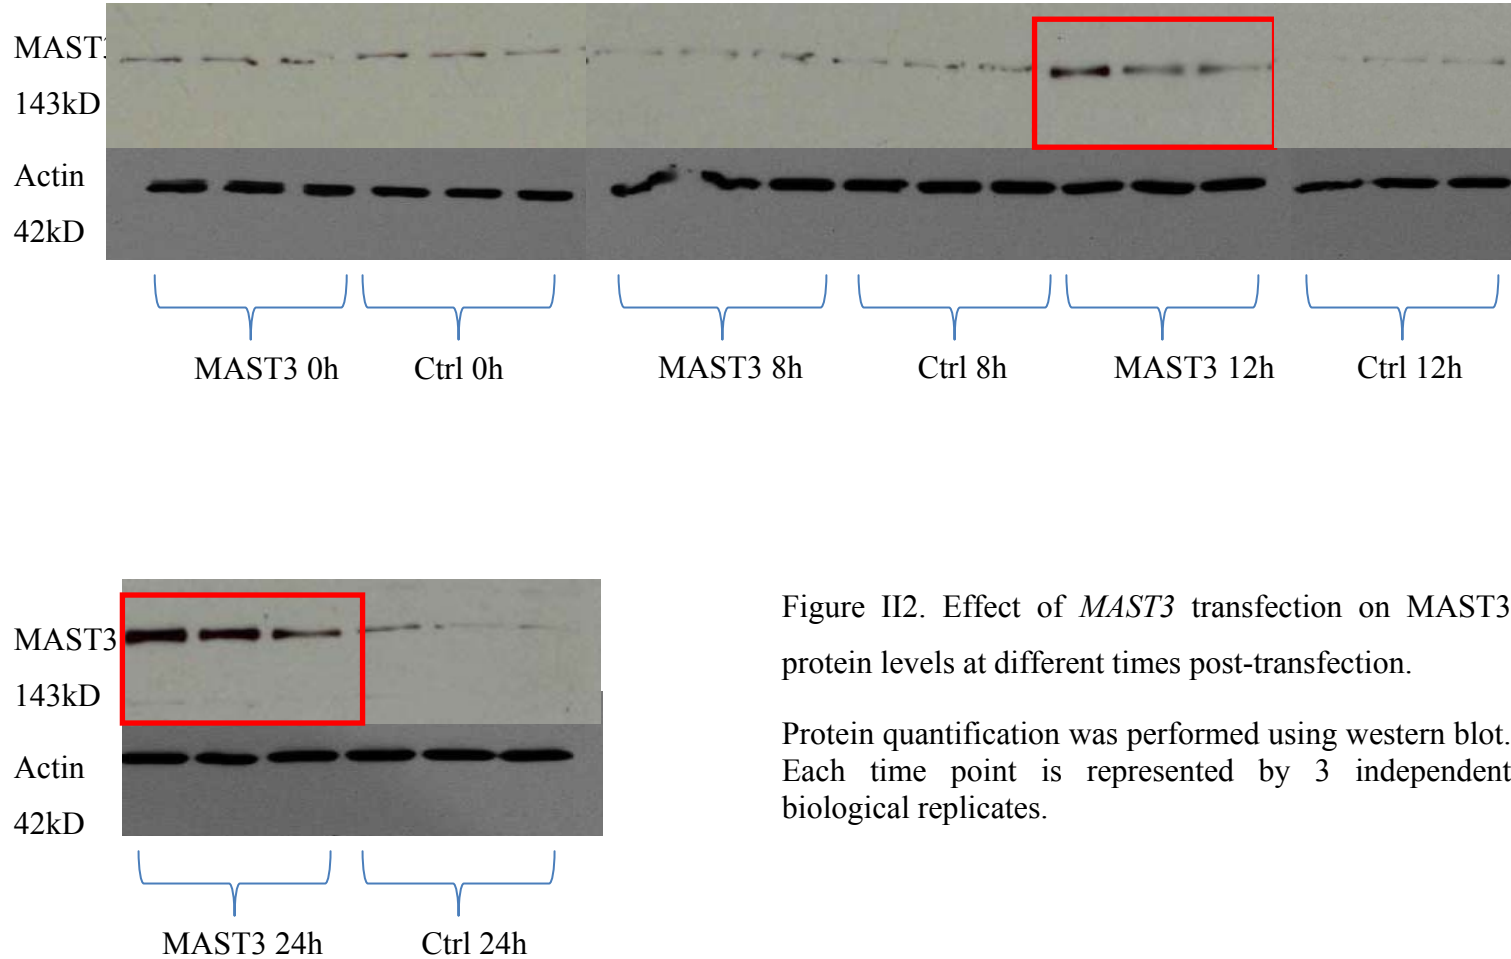 MAST3
143kD
Actin
42kD
MAST3 0h Ctrl 0h MAST3 8h Ctrl 8h MAST3 12h Ctrl 12h
MAST3
143kD
Actin
42kD
MAST3 24h Ctrl 24h
Figure II2. Effect of MAST3 transfection on MAST3
protein levels at different times post-transfection.
Protein quantification was performed using western blot.
Each time point is represented by 3 independent
biological replicates.